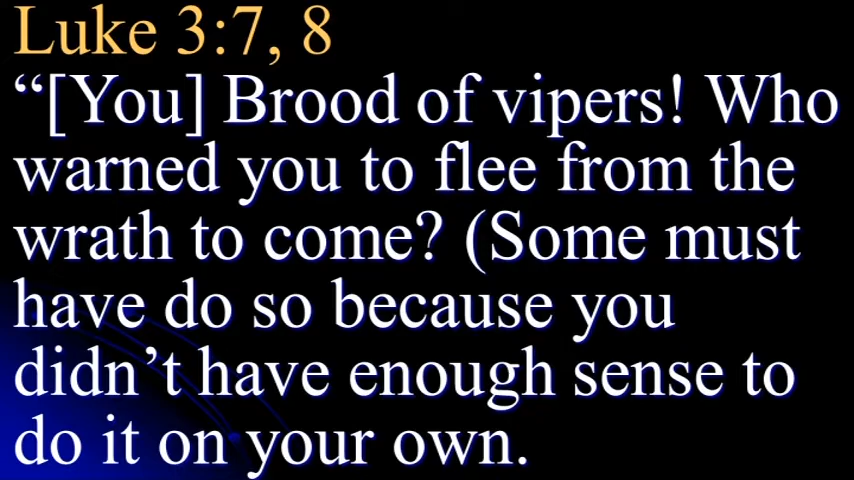 Luke 3:7, 8
“[You] Brood of vipers! Who
warned you to flee from the
wrath to come? (Some must
have do so because you
didn’t have enough sense to
do it on your own.